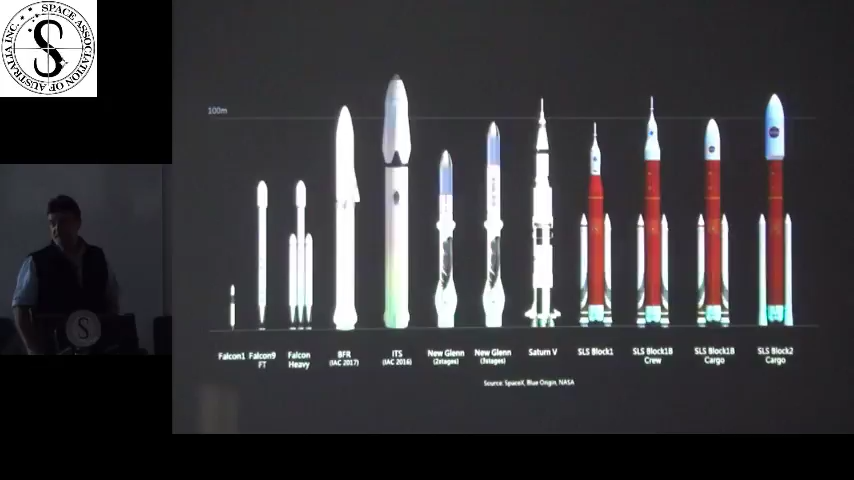 SPACE ASSOCIATION
OF AUSTRALIA INC.
S
S
100m
Falcon1
Falcon9
FT
Falcon
Heavy
BFR
(IAC 2017)
ITS
(IAC 2016)
New Glenn
(2stages)
New Glenn
(3stages)
Saturn V
SLS Block1
SLS Block1B
Crew
SLS Block1B
Cargo
SLS Block2
Cargo
Source: SpaceX, Blue Origin, NASA